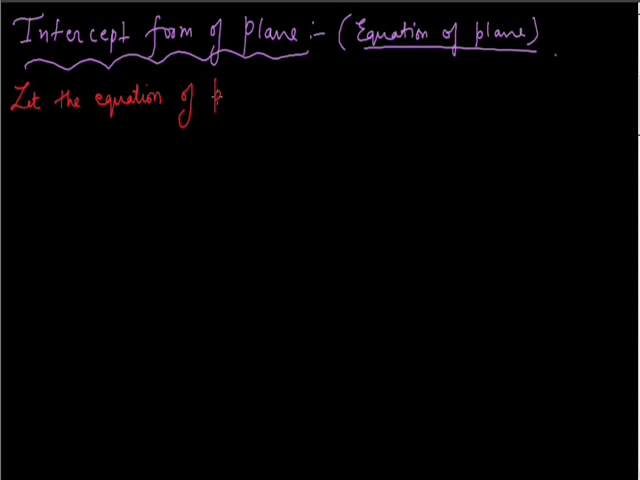 Intercept form of Plane :- (Equation of plane)
Let the equation of p